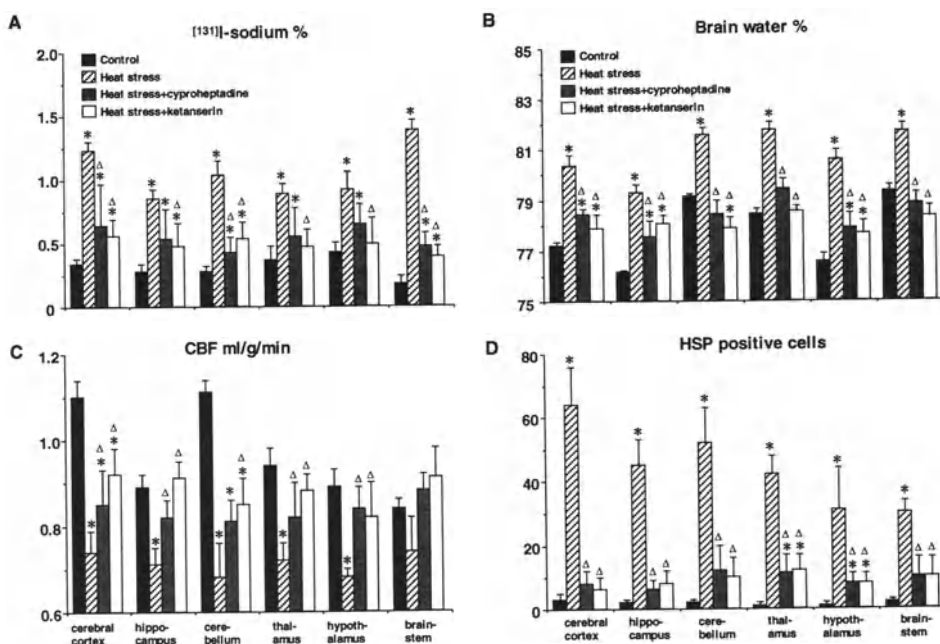 A
[131]I-sodium %
2.0
1.5
1.0
0.5
0
Control
Heat stress
Heat stress+cyproheptadine
Heat stress+ketanserin
* Δ * Δ *
* * Δ *
* Δ * Δ *
* * Δ
* * Δ
* Δ * Δ *
B
Brain water %
85
83
81
79
77
75
Control
Heat stress
Heat stress+cyproheptadine
Heat stress+ketanserin
* Δ * Δ *
* Δ * Δ *
* Δ Δ *
* Δ Δ
* Δ * Δ *
* Δ Δ
C
CBF ml/g/min
1.2
1.0
0.8
0.6
* Δ * Δ *
* Δ Δ
* * Δ *
* Δ Δ
* Δ Δ
cerebral cortex
hippo- campus
cere- bellum
thal- amus
hypoth- alamus
brain- stem
D
HSP positive cells
80
60
40
20
0
* Δ Δ
* Δ Δ
* Δ Δ
* Δ * Δ *
* Δ * Δ *
* Δ Δ
cerebral cortex
hippo- campus
cere- bellum
thal- amus
hypoth- alamus
brain- stem